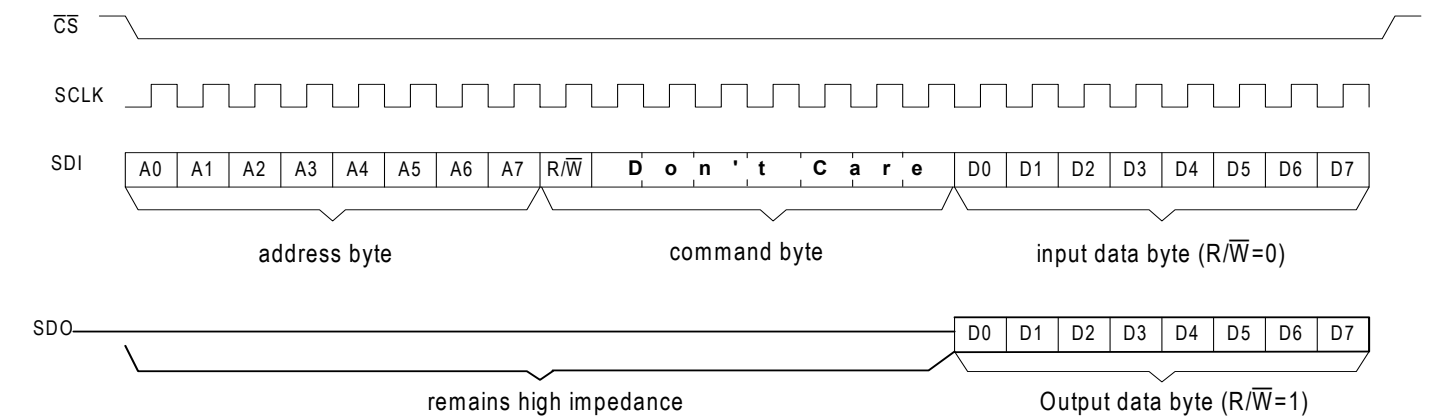 C̅S̅
SCLK
SDI A0 A1 A2 A3 A4 A5 A6 A7 R/W̅ Don't Care D0 D1 D2 D3 D4 D5 D6 D7
address byte command byte input data byte (R/W̅=0)
SDO D0 D1 D2 D3 D4 D5 D6 D7
remains high impedance Output data byte (R/W̅=1)